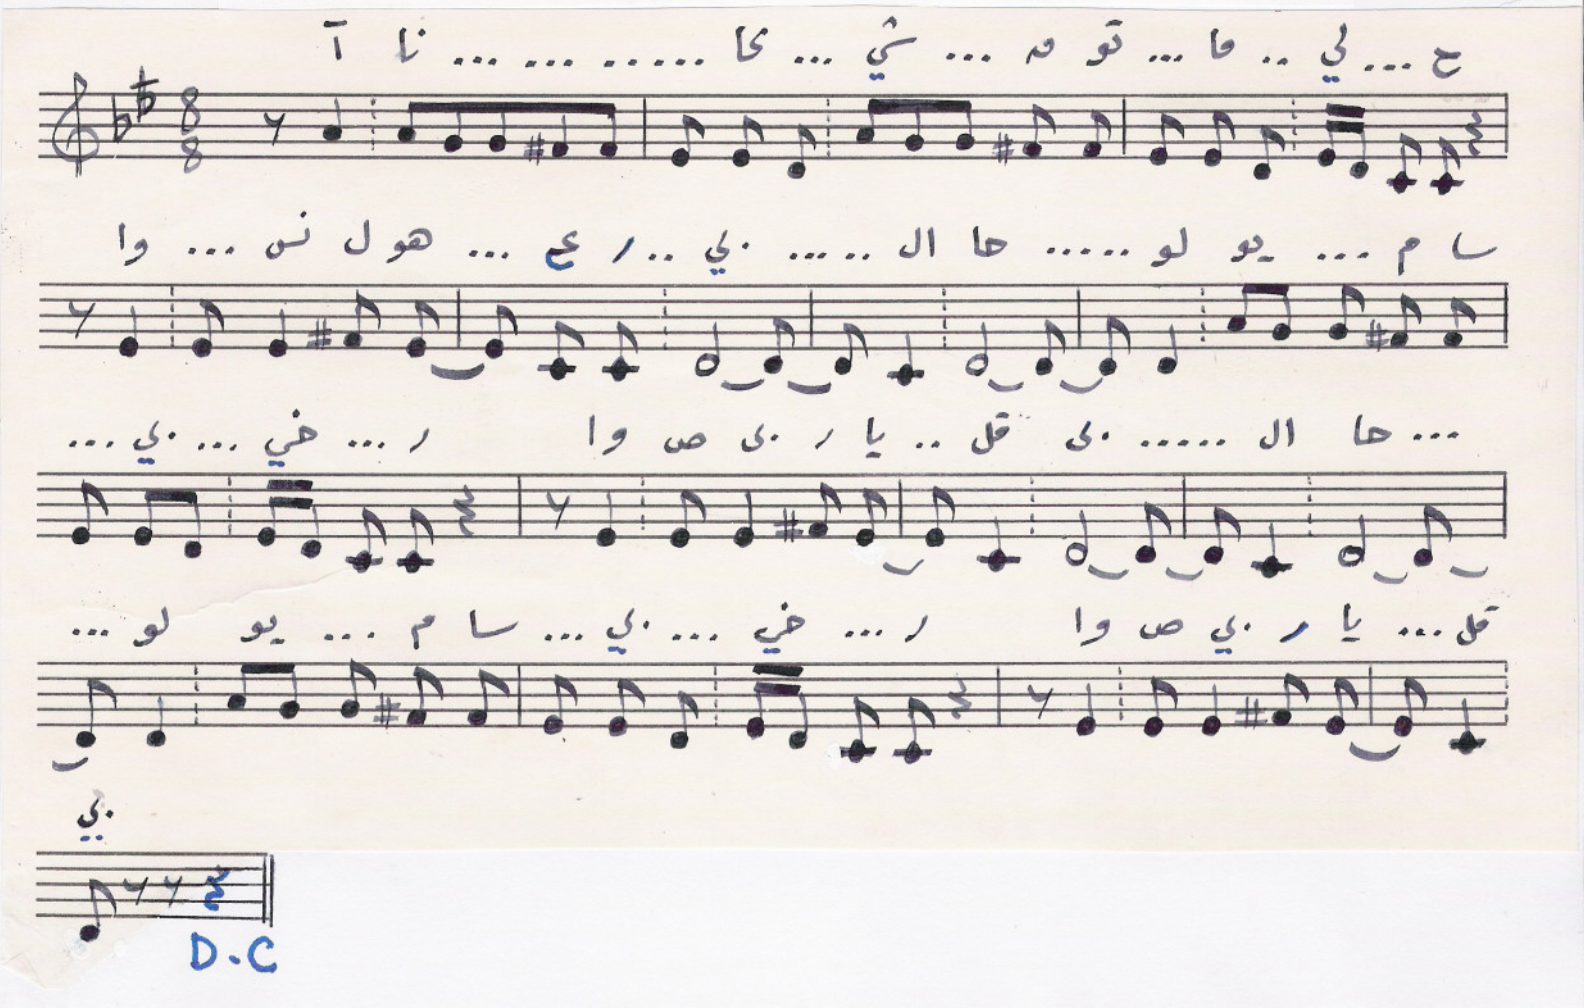 آ نا ... ... ...... نحا ... شي ... مه تو ... ما .. لي ... ح
8
8
وا ... نس ل هو ... ع ر .. بي ..... ال حا ..... لو يو ... م سا
... بي ... خي ... ر وا ص بى ر يا .. قل بى ..... ال حا ...
... لو يو ... م سا ... بي ... خي ... ر وا ص بي ر يا ... قل
بي
D.C